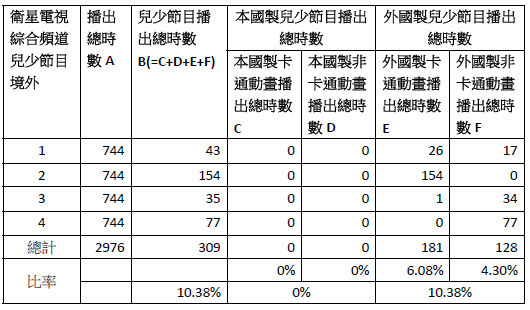 衛星電視 播出 兒少節目播 本國製兒少節目播出 外國製兒少節目播出
綜合頻道 總時 出總時數 總時數 總時數
兒少節目 數 A B(=C+D+E+F) 本國製卡 本國製非 外國製卡 外國製非
境外 通動畫播 卡通動畫 通動畫播 卡通動畫
出總時數 播出總時 出總時數 播出總時
C 數 D E 數 F
1 744 43 0 0 26 17
2 744 154 0 0 154 0
3 744 35 0 0 1 34
4 744 77 0 0 0 77
總計 2976 309 0 0 181 128
比率 0% 0% 6.08% 4.30%
10.38% 0% 10.38%